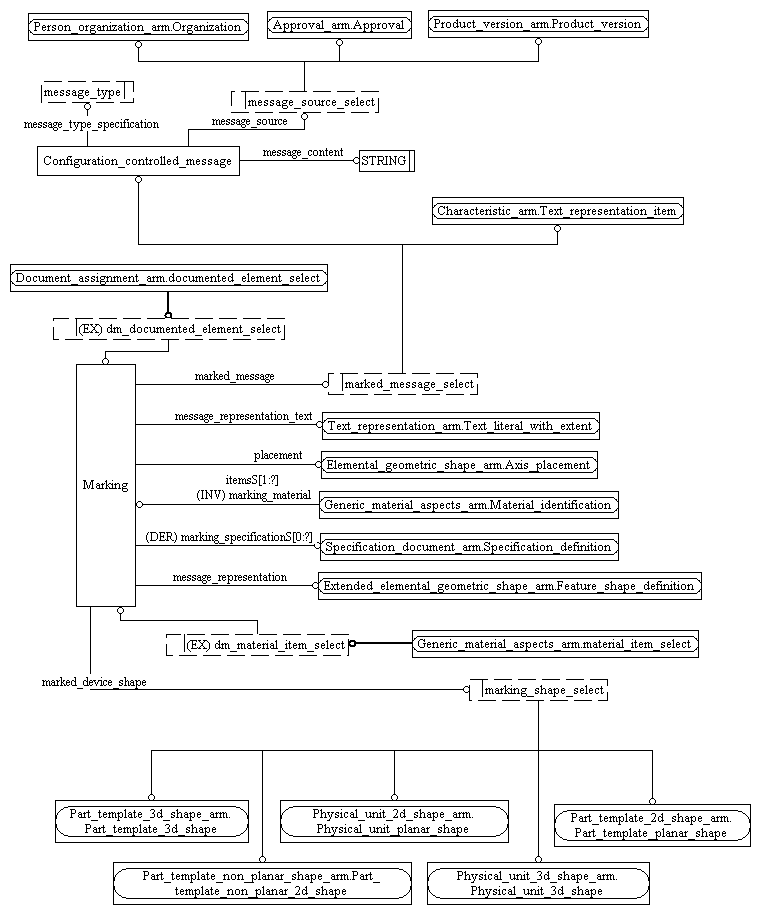 Person_organization_arm.Organization
Approval_arm.Approval
Product_version_arm.Product_version
message_type
message_source_select
message_type_specification
message_source
Configuration_controlled_message
message_content
STRING
Characteristic_arm.Text_representation_item
Document_assignment_arm.documented_element_select
(EX) dm_documented_element_select
marked_message
marked_message_select
message_representation_text
Text_representation_arm.Text_literal_with_extent
placement
Elemental_geometric_shape_arm.Axis_placement
Marking
itemsS[1:?]
(INV) marking_material
Generic_material_aspects_arm.Material_identification
(DER) marking_specificationS[0:?]
Specification_document_arm.Specification_definition
message_representation
Extended_elemental_geometric_shape_arm.Feature_shape_definition
(EX) dm_material_item_select
Generic_material_aspects_arm.material_item_select
marked_device_shape
marking_shape_select
Part_template_3d_shape_arm.
Part_template_3d_shape
Physical_unit_2d_shape_arm.
Physical_unit_planar_shape
Part_template_2d_shape_arm.
Part_template_planar_shape
Part_template_non_planar_shape_arm.Part_
template_non_planar_2d_shape
Physical_unit_3d_shape_arm.
Physical_unit_3d_shape